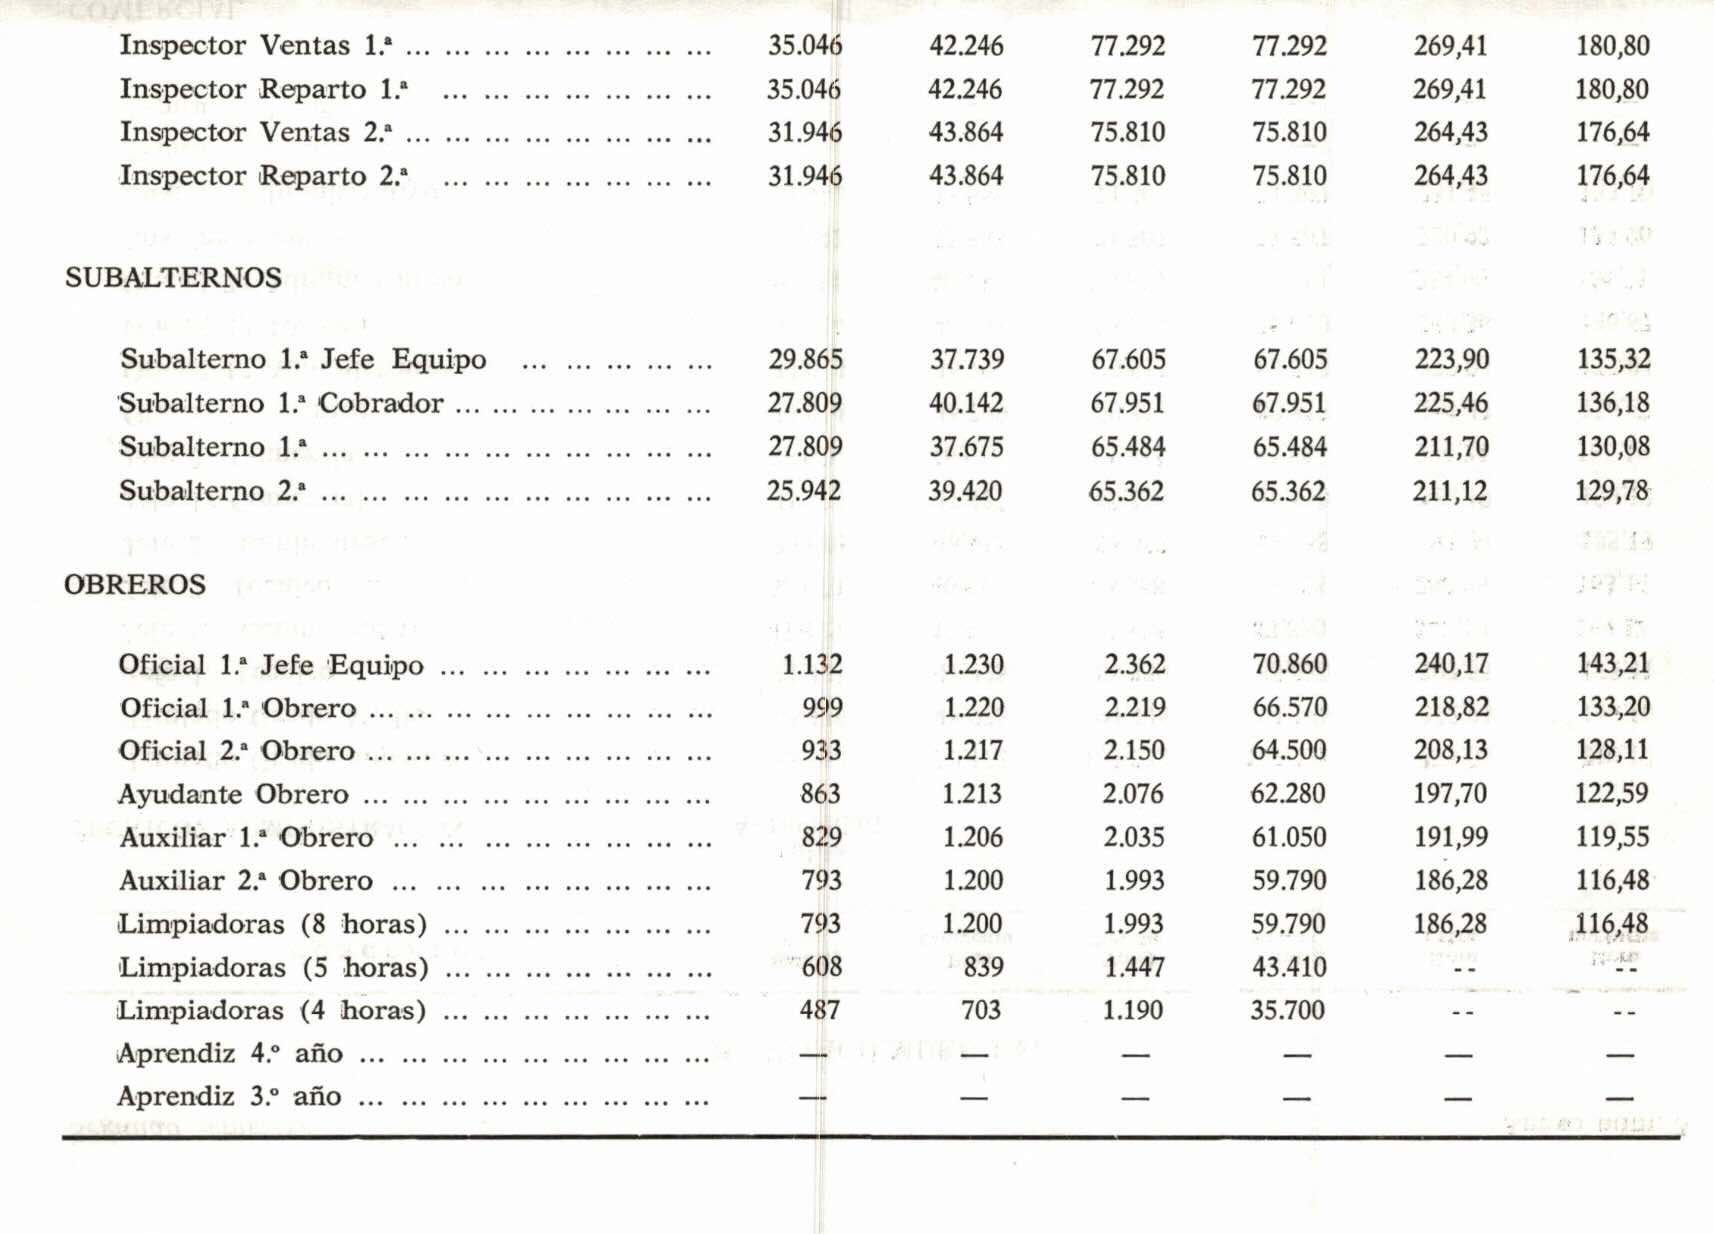 Inspector Ventas 1.ª ... ... ... ... ... ... ... ... 35.046 42.246 77.292 77.292 269,41 180,80
Inspector Reparto 1.ª ... ... ... ... ... ... ... 35.046 42.246 77.292 77.292 269,41 180,80
Inspector Ventas 2.ª ... ... ... ... ... ... ... ... 31.946 43.864 75.810 75.810 264,43 176,64
Inspector Reparto 2.ª ... ... ... ... ... ... ... 31.946 43.864 75.810 75.810 264,43 176,64
SUBALTERNOS
Subalterno 1.ª Jefe Equipo ... ... ... ... ... 29.865 37.739 67.605 67.605 223,90 135,32
Subalterno 1.ª Cobrador ... ... ... ... ... ... ... 27.809 40.142 67.951 67.951 225,46 136,18
Subalterno 1.ª ... ... ... ... ... ... ... ... ... ... 27.809 37.675 65.484 65.484 211,70 130,08
Subalterno 2.ª ... ... ... ... ... ... ... ... ... ... 25.942 39.420 65.362 65.362 211,12 129,78
OBREROS
Oficial 1.ª Jefe Equipo ... ... ... ... ... ... ... 1.132 1.230 2.362 70.860 240,17 143,21
Oficial 1.ª Obrero ... ... ... ... ... ... ... ... ... 999 1.220 2.219 66.570 218,82 133,20
Oficial 2.ª Obrero ... ... ... ... ... ... ... ... ... 933 1.217 2.150 64.500 208,13 128,11
Ayudante Obrero ... ... ... ... ... ... ... ... ... 863 1.213 2.076 62.280 197,70 122,59
Auxiliar 1.ª Obrero ... ... ... ... ... ... ... ... 829 1.206 2.035 61.050 191,99 119,55
Auxiliar 2.ª Obrero ... ... ... ... ... ... ... ... 793 1.200 1.993 59.790 186,28 116,48
Limpiadoras (8 horas) ... ... ... ... ... ... ... 793 1.200 1.993 59.790 186,28 116,48
Limpiadoras (5 horas) ... ... ... ... ... ... ... 608 839 1.447 43.410 -- --
Limpiadoras (4 horas) ... ... ... ... ... ... ... 487 703 1.190 35.700 -- --
Aprendiz 4.º año ... ... ... ... ... ... ... ... ... — — — — — —
Aprendiz 3.º año ... ... ... ... ... ... ... ... ... — — — — — —